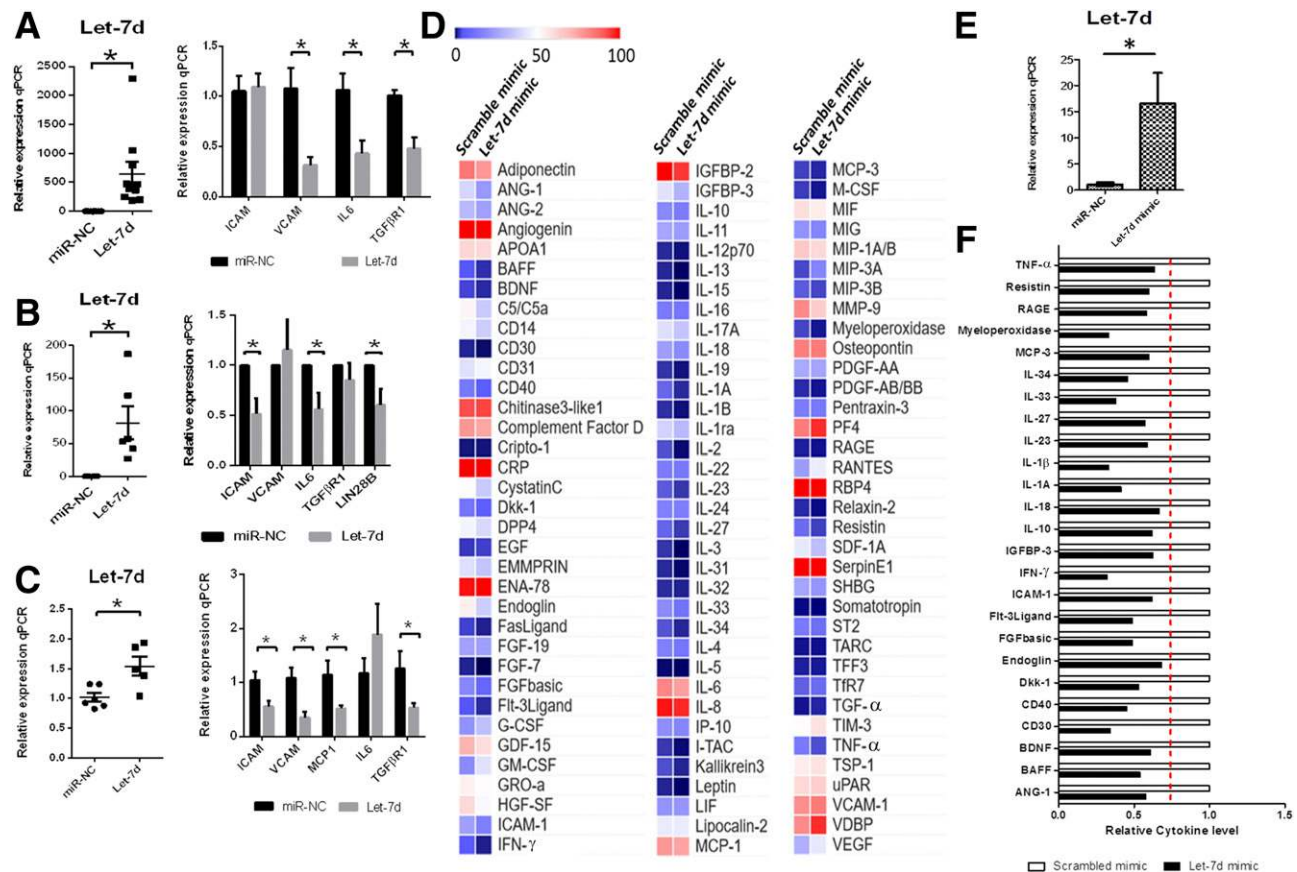 A
Let-7d
*
Relative expression qPCR
2500
2000
1500
1000
500
0
miR-NC
Let-7d
Relative expression qPCR
1.5
1.0
0.5
0.0
* * *
ICAM
VCAM
IL6
TGFβR1
miR-NC Let-7d
B
Let-7d
*
Relative expression qPCR
200
150
100
50
0
miR-NC
Let-7d
Relative expression qPCR
1.5
1.0
0.5
0.0
* * *
ICAM
VCAM
IL6
TGFβR1
LIN28B
miR-NC Let-7d
C
Let-7d
*
Relative expression qPCR
2.5
2.0
1.5
1.0
0.5
0.0
miR-NC
Let-7d
Relative expression qPCR
3
2
1
0
* * * *
ICAM
VCAM
MCP1
IL6
TGFβR1
miR-NC Let-7d
D
0 50 100
Scramble mimic
Let-7d mimic
Adiponectin
ANG-1
ANG-2
Angiogenin
APOA1
BAFF
BDNF
C5/C5a
CD14
CD30
CD31
CD40
Chitinase3-like1
Complement Factor D
Cripto-1
CRP
CystatinC
Dkk-1
DPP4
EGF
EMMPRIN
ENA-78
Endoglin
FasLigand
FGF-19
FGF-7
FGFbasic
Flt-3Ligand
G-CSF
GDF-15
GM-CSF
GRO-a
HGF-SF
ICAM-1
IFN-γ
Scramble mimic
Let-7d mimic
IGFBP-2
IGFBP-3
IL-10
IL-11
IL-12p70
IL-13
IL-15
IL-16
IL-17A
IL-18
IL-19
IL-1A
IL-1B
IL-1ra
IL-2
IL-22
IL-23
IL-24
IL-27
IL-3
IL-31
IL-32
IL-33
IL-34
IL-4
IL-5
IL-6
IL-8
IP-10
I-TAC
Kallikrein3
Leptin
LIF
Lipocalin-2
MCP-1
Scramble mimic
Let-7d mimic
MCP-3
M-CSF
MIF
MIG
MIP-1A/B
MIP-3A
MIP-3B
MMP-9
Myeloperoxidase
Osteopontin
PDGF-AA
PDGF-AB/BB
Pentraxin-3
PF4
RAGE
RANTES
RBP4
Relaxin-2
Resistin
SDF-1A
SerpinE1
SHBG
Somatotropin
ST2
TARC
TFF3
TfR7
TGF-α
TIM-3
TNF-α
TSP-1
uPAR
VCAM-1
VDBP
VEGF
E
Let-7d
*
Relative expression qPCR
25
20
15
10
5
0
miR-NC
Let-7d mimic
F
TNF-α
Resistin
RAGE
Myeloperoxidase
MCP-3
IL-34
IL-33
IL-27
IL-23
IL-1β
IL-1A
IL-18
IL-10
IGFBP-3
IFN-γ
ICAM-1
Flt-3Ligand
FGFbasic
Endoglin
Dkk-1
CD40
CD30
BDNF
BAFF
ANG-1
0.0 0.5 1.0 1.5
Relative Cytokine level
Scrambled mimic Let-7d mimic